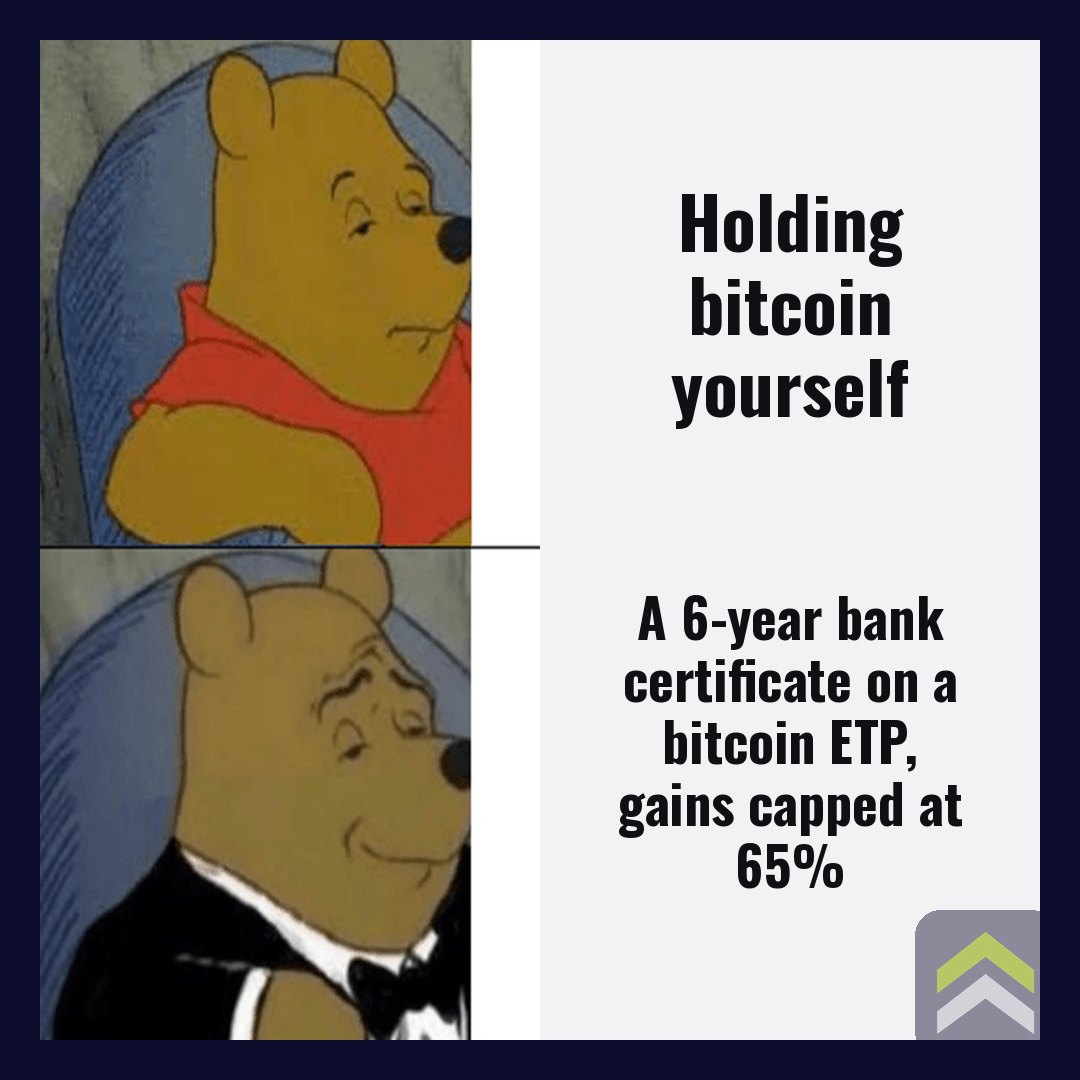 Holding
bitcoin
yourself
A 6-year bank
certificate on a
bitcoin ETP,
gains capped at
65%